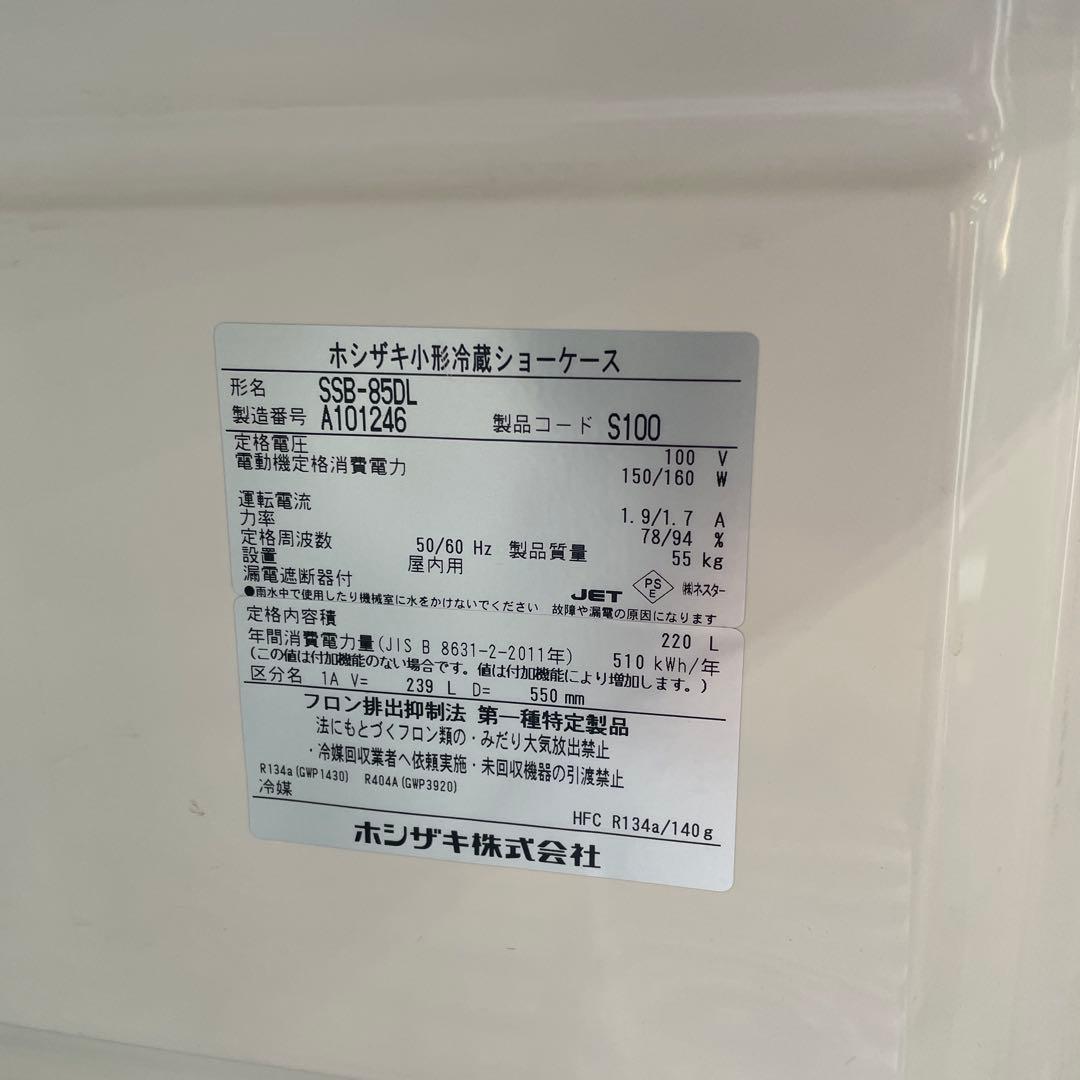 ホシザキ小形冷蔵ショーケース
形名 SSB-85DL
製造番号 A101246 製品コード S100
定格電圧 100 V
電動機定格消費電力 150/160 W
運転電流 1.9/1.7 A
力率 78/94 %
定格周波数 50/60 Hz 製品質量 55 kg
設置 屋内用
漏電遮断器付 JET PSE ㈱ネスター
●雨水中で使用したり機械室に水をかけないでください 故障や漏電の原因になります
定格内容積 220 L
年間消費電力量(JIS B 8631-2-2011年) 510 kWh/年
(この値は付加機能のない場合です。値は付加機能により増加します。)
区分名 1A V= 239 L D= 550 mm
フロン排出抑制法 第一種特定製品
法にもとづくフロン類の・みだり大気放出禁止
・冷媒回収業者へ依頼実施・未回収機器の引渡禁止
R134a(GWP1430) R404A(GWP3920)
冷媒 HFC R134a/140g
ホシザキ株式会社